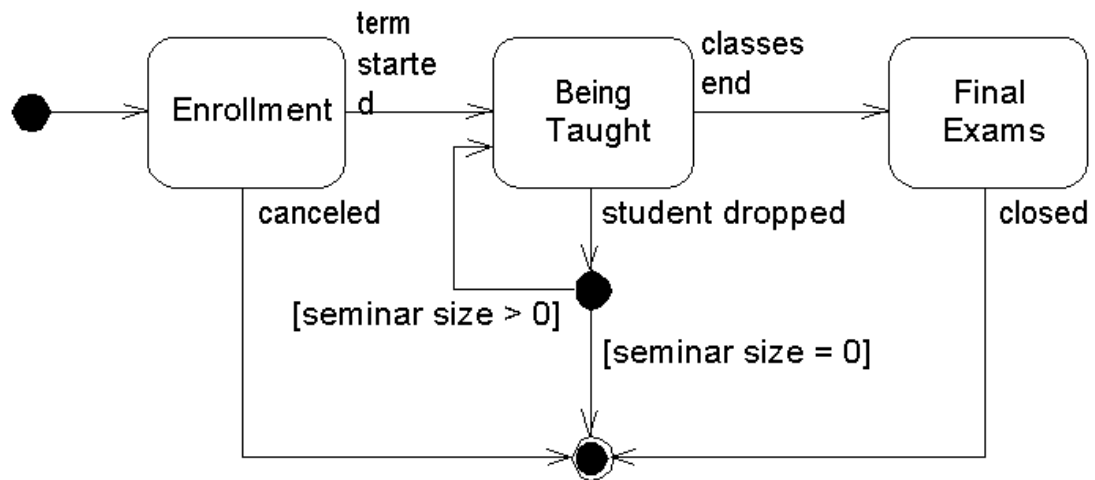 term
starte
d
Enrollment
Being
Taught
classes
end
Final
Exams
canceled
student dropped
closed
[seminar size > 0]
[seminar size = 0]